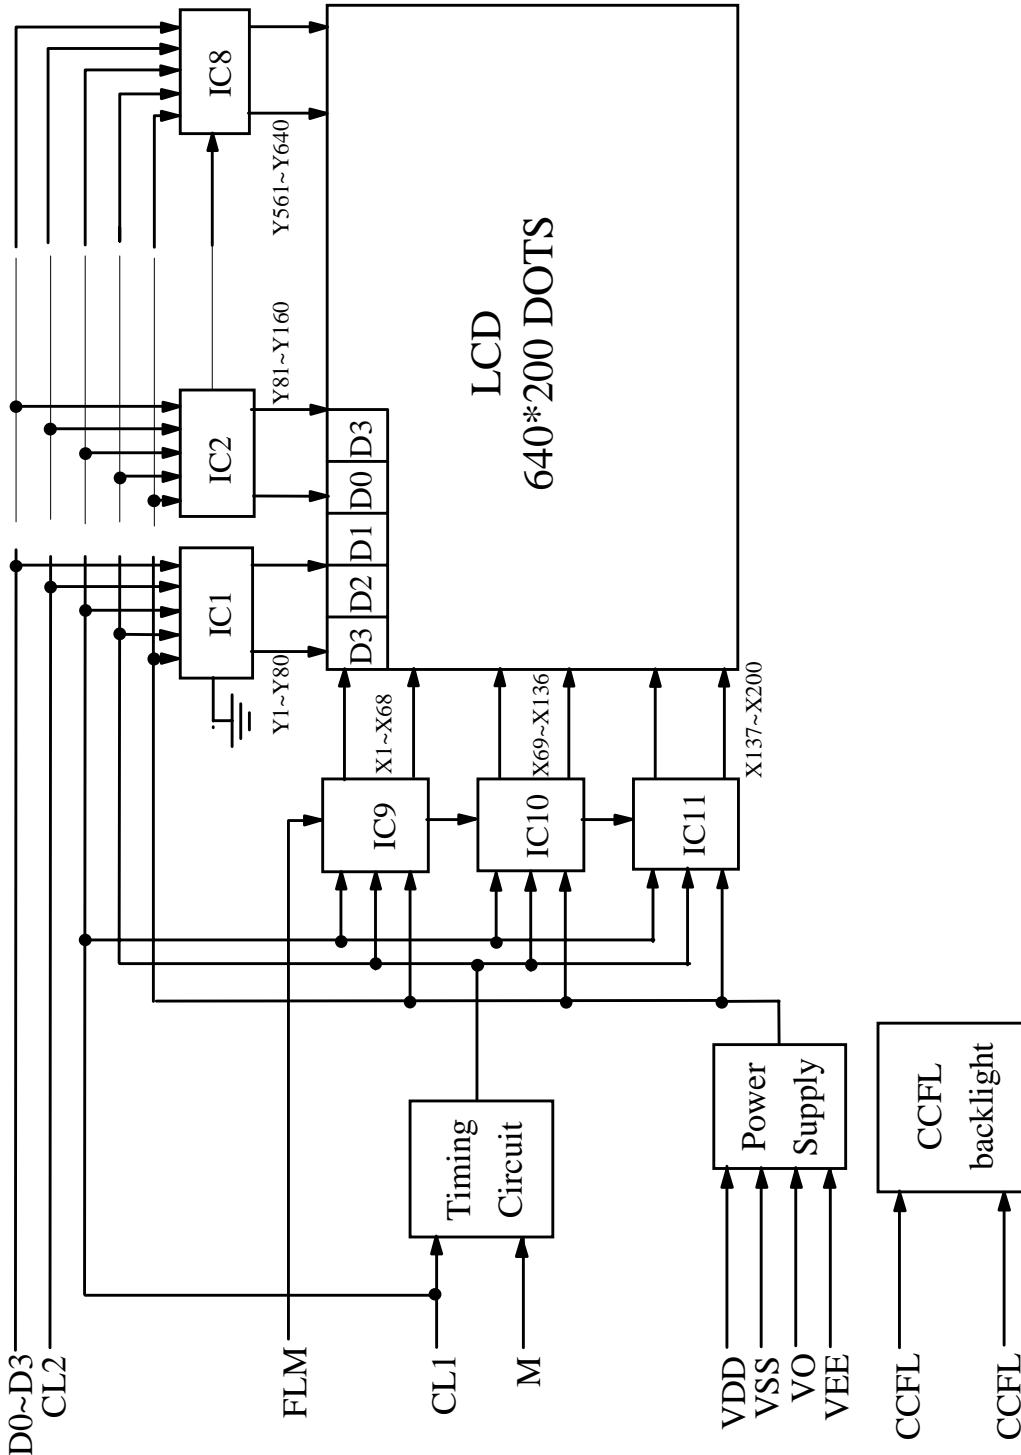 D0~D3
CL2
FLM
CL1
M
VDD
VSS
VO
VEE
CCFL
CCFL
Timing
Circuit
Power
Supply
CCFL
backlight
IC1
IC2
IC8
Y1~Y80
Y81~Y160
Y561~Y640
IC9
IC10
IC11
X1~X68
X69~X136
X137~X200
D3
D2
D1
D0
D3
LCD
640*200 DOTS